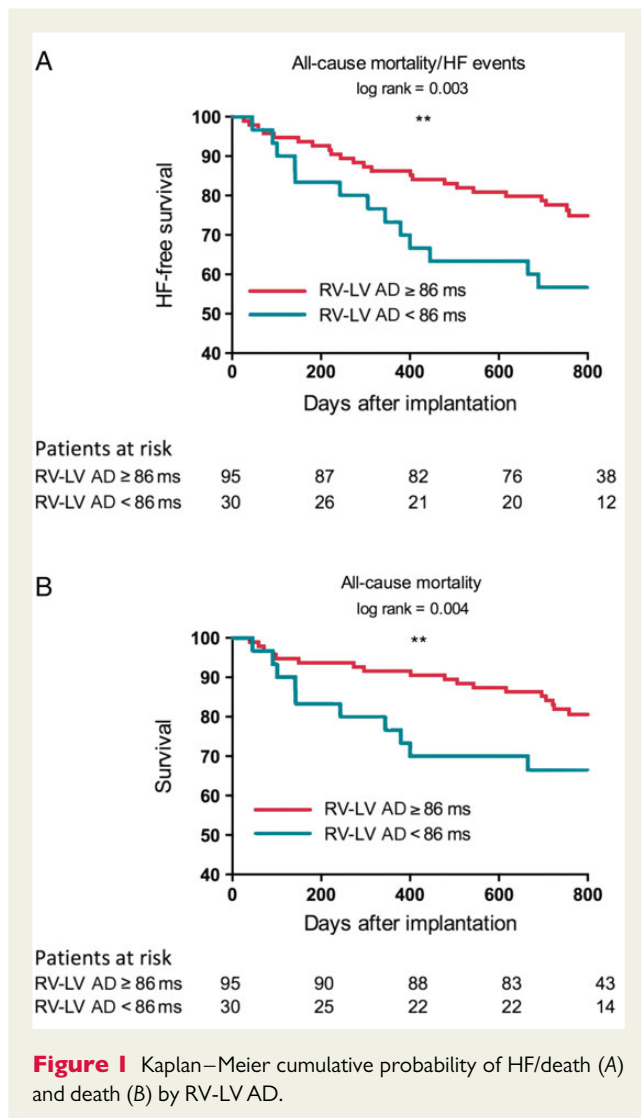 A
All-cause mortality/HF events
log rank = 0.003
**
100
90
80
70
60
50
40
HF-free survival
RV-LV AD ≥ 86 ms
RV-LV AD < 86 ms
0 200 400 600 800
Days after implantation
Patients at risk
RV-LV AD ≥ 86 ms 95 87 82 76 38
RV-LV AD < 86 ms 30 26 21 20 12
B
All-cause mortality
log rank = 0.004
**
100
90
80
70
60
50
40
Survival
RV-LV AD ≥ 86 ms
RV-LV AD < 86 ms
0 200 400 600 800
Days after implantation
Patients at risk
RV-LV AD ≥ 86 ms 95 90 88 83 43
RV-LV AD < 86 ms 30 25 22 22 14
Figure 1 Kaplan–Meier cumulative probability of HF/death (A)
and death (B) by RV-LV AD.